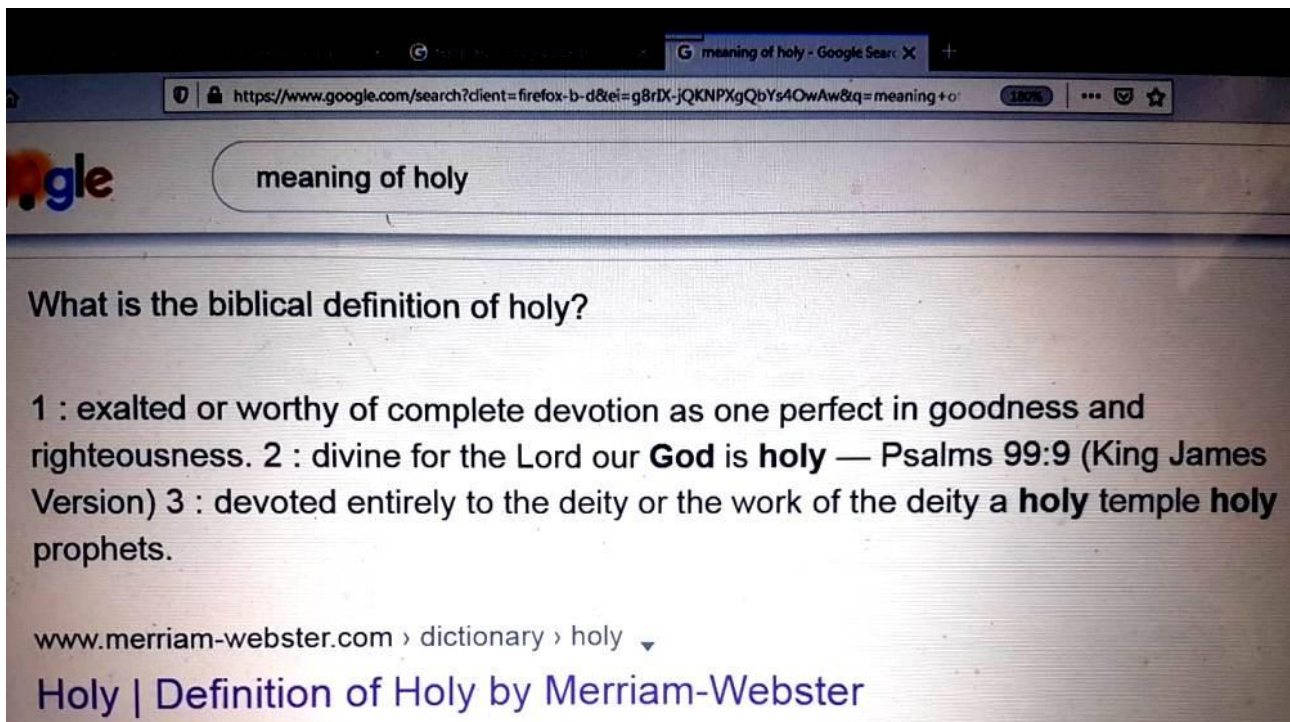 meaning of holy - Google Searc
https://www.google.com/search?client=firefox-b-d&ei=g8rIX-jQKNPXgQbYs4OwAw&q=meaning+o
180%
gle
meaning of holy
What is the biblical definition of holy?
1 : exalted or worthy of complete devotion as one perfect in goodness and
righteousness. 2 : divine for the Lord our God is holy — Psalms 99:9 (King James
Version) 3 : devoted entirely to the deity or the work of the deity a holy temple holy
prophets.
www.merriam-webster.com › dictionary › holy
Holy | Definition of Holy by Merriam-Webster